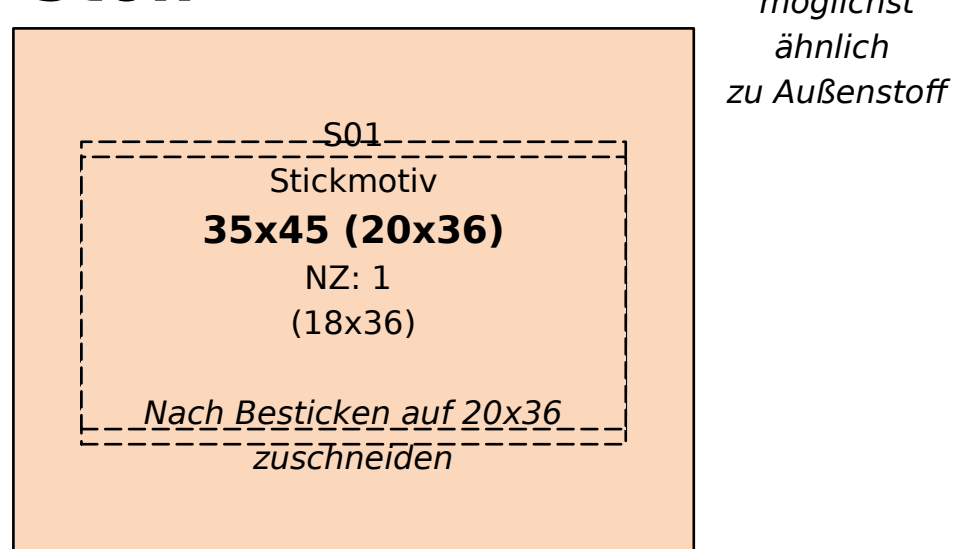 möglichst
ähnlich
zu Außenstoff
S01
Stickmotiv
35x45 (20x36)
NZ: 1
(18x36)
Nach Besticken auf 20x36
zuschneiden